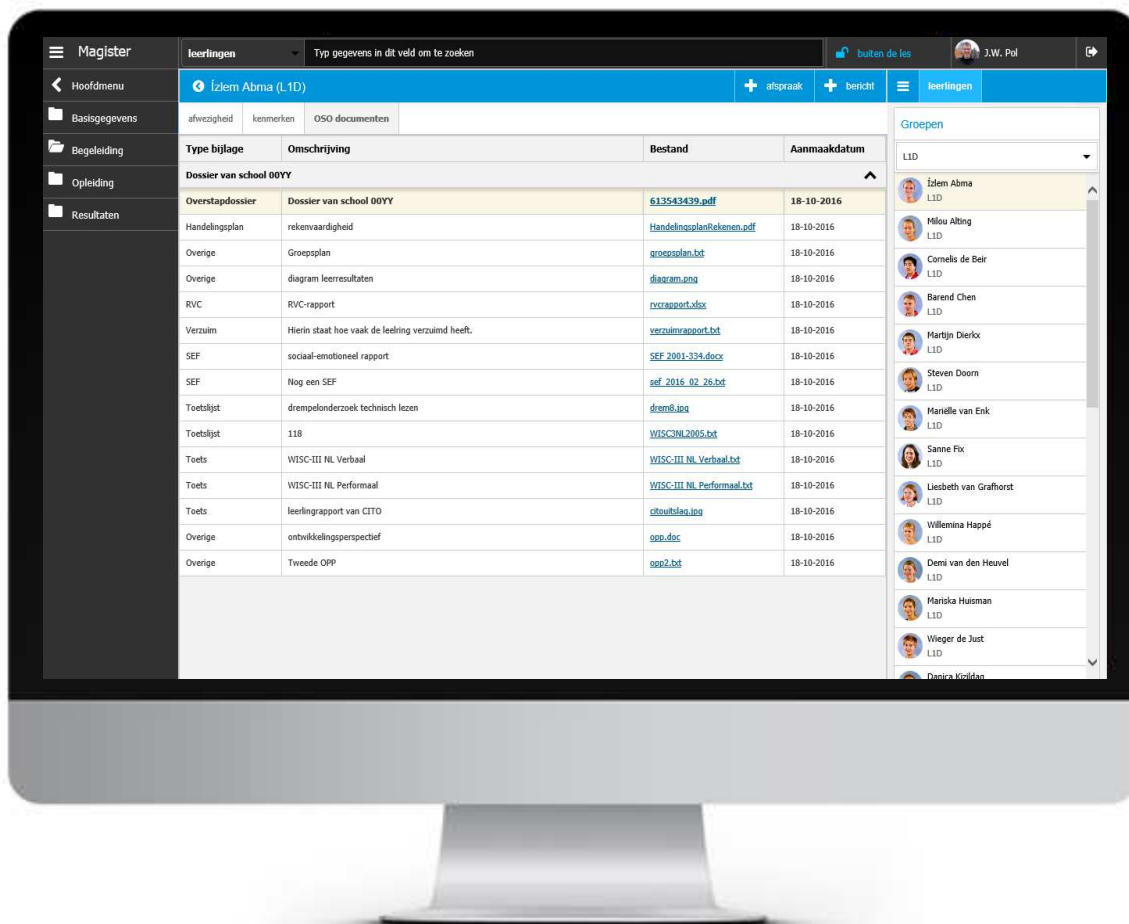 Magister
leerlingen
Typ gegevens in dit veld om te zoeken
buiten de les
J.W. Pol
Hoofdmenu
Basisgegevens
Begeleiding
Opleiding
Resultaten
Ízlem Abma (L1D)
afspraak
bericht
leerlingen
afwezigheid kenmerken OSO documenten
Type bijlage Omschrijving Bestand Aanmaakdatum
Dossier van school 00YY
Overstapdossier Dossier van school 00YY 613543439.pdf 18-10-2016
Handelingsplan rekenvaardigheid HandelingsplanRekenen.pdf 18-10-2016
Overige Groepsplan groepsplan.txt 18-10-2016
Overige diagram leerresultaten diagram.png 18-10-2016
RVC RVC-rapport rvcrapport.xlsx 18-10-2016
Verzuim Hierin staat hoe vaak de leelring verzuimd heeft. verzuimrapport.txt 18-10-2016
SEF sociaal-emotioneel rapport SEF 2001-334.docx 18-10-2016
SEF Nog een SEF sef_2016_02_26.txt 18-10-2016
Toetslijst drempelonderzoek technisch lezen drem8.jpg 18-10-2016
Toetslijst 118 WISC3NL2005.txt 18-10-2016
Toets WISC-III NL Verbaal WISC-III NL Verbaal.txt 18-10-2016
Toets WISC-III NL Performaal WISC-III NL Performaal.txt 18-10-2016
Toets leerlingrapport van CITO citouitslag.jpg 18-10-2016
Overige ontwikkelingsperspectief opp.doc 18-10-2016
Overige Tweede OPP opp2.txt 18-10-2016
Groepen
L1D
Ízlem Abma
L1D
Milou Alting
L1D
Cornelis de Beir
L1D
Barend Chen
L1D
Martijn Dierkx
L1D
Steven Doorn
L1D
Mariëlle van Enk
L1D
Sanne Fix
L1D
Liesbeth van Grafhorst
L1D
Willemina Happé
L1D
Demi van den Heuvel
L1D
Mariska Huisman
L1D
Wieger de Just
L1D
Danica Kizildag